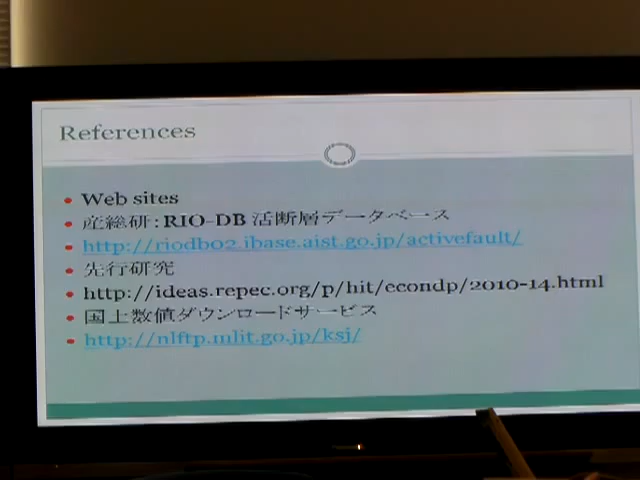 References
Web sites
産総研：RIO-DB 活断層データベース
http://riodb02.ibase.aist.go.jp/activefault/
先行研究
http://ideas.repec.org/p/hit/econdp/2010-14.html
国土数値ダウンロードサービス
http://nlftp.mlit.go.jp/ksj/